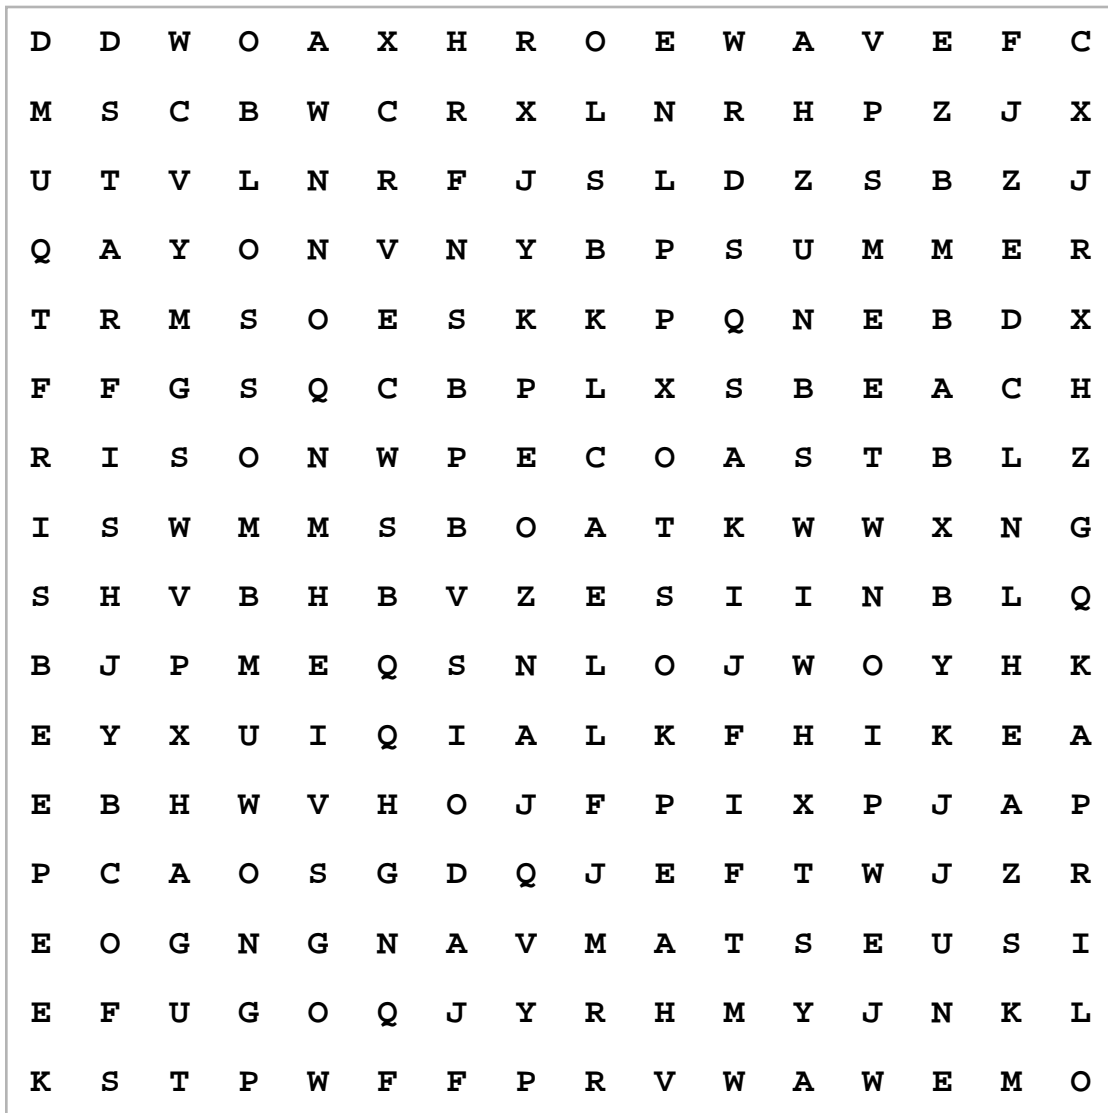 D D W O A X H R O E W A V E F C
M S C B W C R X L N R H P Z J X
U T V L N R F J S L D Z S B Z J
Q A Y O N V N Y B P S U M M E R
T R M S O E S K K P Q N E B D X
F F G S Q C B P L X S B E A C H
R I S O N W P E C O A S T B L Z
I S W M M S B O A T K W W X N G
S H V B H B V Z E S I I N B L Q
B J P M E Q S N L O J W O Y H K
E Y X U I Q I A L K F H I K E A
E B H W V H O J F P I X P J A P
P C A O S G D Q J E F T W J Z R
E O G N G N A V M A T S E U S I
E F U G O Q J Y R H M Y J N K L
K S T P W F F P R V W A W E M O